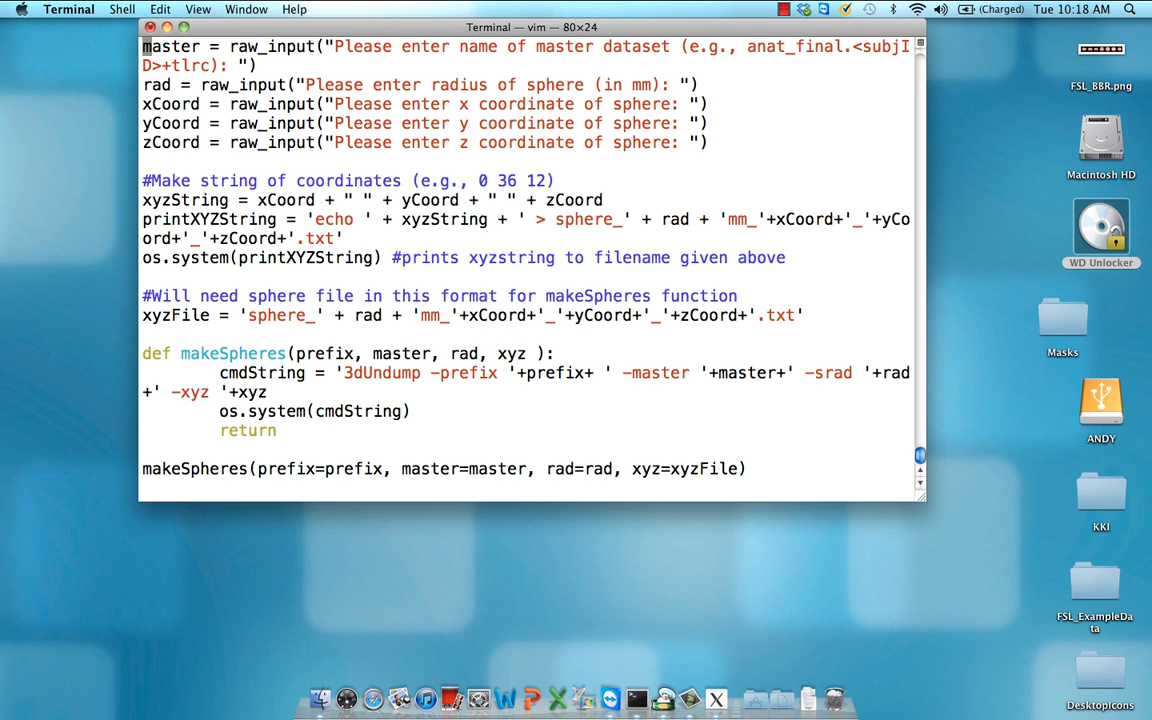 Terminal Shell Edit View Window Help (Charged) Tue 10:18 AM
Terminal — vim — 80×24
master = raw_input("Please enter name of master dataset (e.g., anat_final.<subjI
D>+tlrc): ")
rad = raw_input("Please enter radius of sphere (in mm): ")
xCoord = raw_input("Please enter x coordinate of sphere: ")
yCoord = raw_input("Please enter y coordinate of sphere: ")
zCoord = raw_input("Please enter z coordinate of sphere: ")
#Make string of coordinates (e.g., 0 36 12)
xyzString = xCoord + " " + yCoord + " " + zCoord
printXYZString = 'echo ' + xyzString + ' > sphere_' + rad + 'mm_'+xCoord+'_'+yCo
ord+'_'+zCoord+'.txt'
os.system(printXYZString) #prints xyzstring to filename given above
#Will need sphere file in this format for makeSpheres function
xyzFile = 'sphere_' + rad + 'mm_'+xCoord+'_'+yCoord+'_'+zCoord+'.txt'
def makeSpheres(prefix, master, rad, xyz ):
cmdString = '3dUndump -prefix '+prefix+ ' -master '+master+' -srad '+rad
+' -xyz '+xyz
os.system(cmdString)
return
makeSpheres(prefix=prefix, master=master, rad=rad, xyz=xyzFile)
FSL_BBR.png
Macintosh HD
WD Unlocker
Masks
ANDY
KKI
FSL_ExampleDa
ta
DesktopIcons